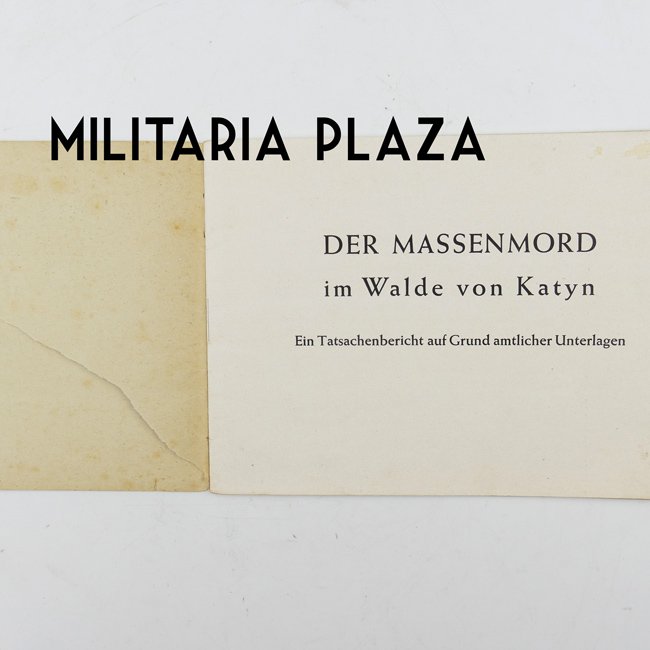 MILITARIA PLAZA
DER MASSENMORD
im Walde von Katyn
Ein Tatsachenbericht auf Grund amtlicher Unterlagen